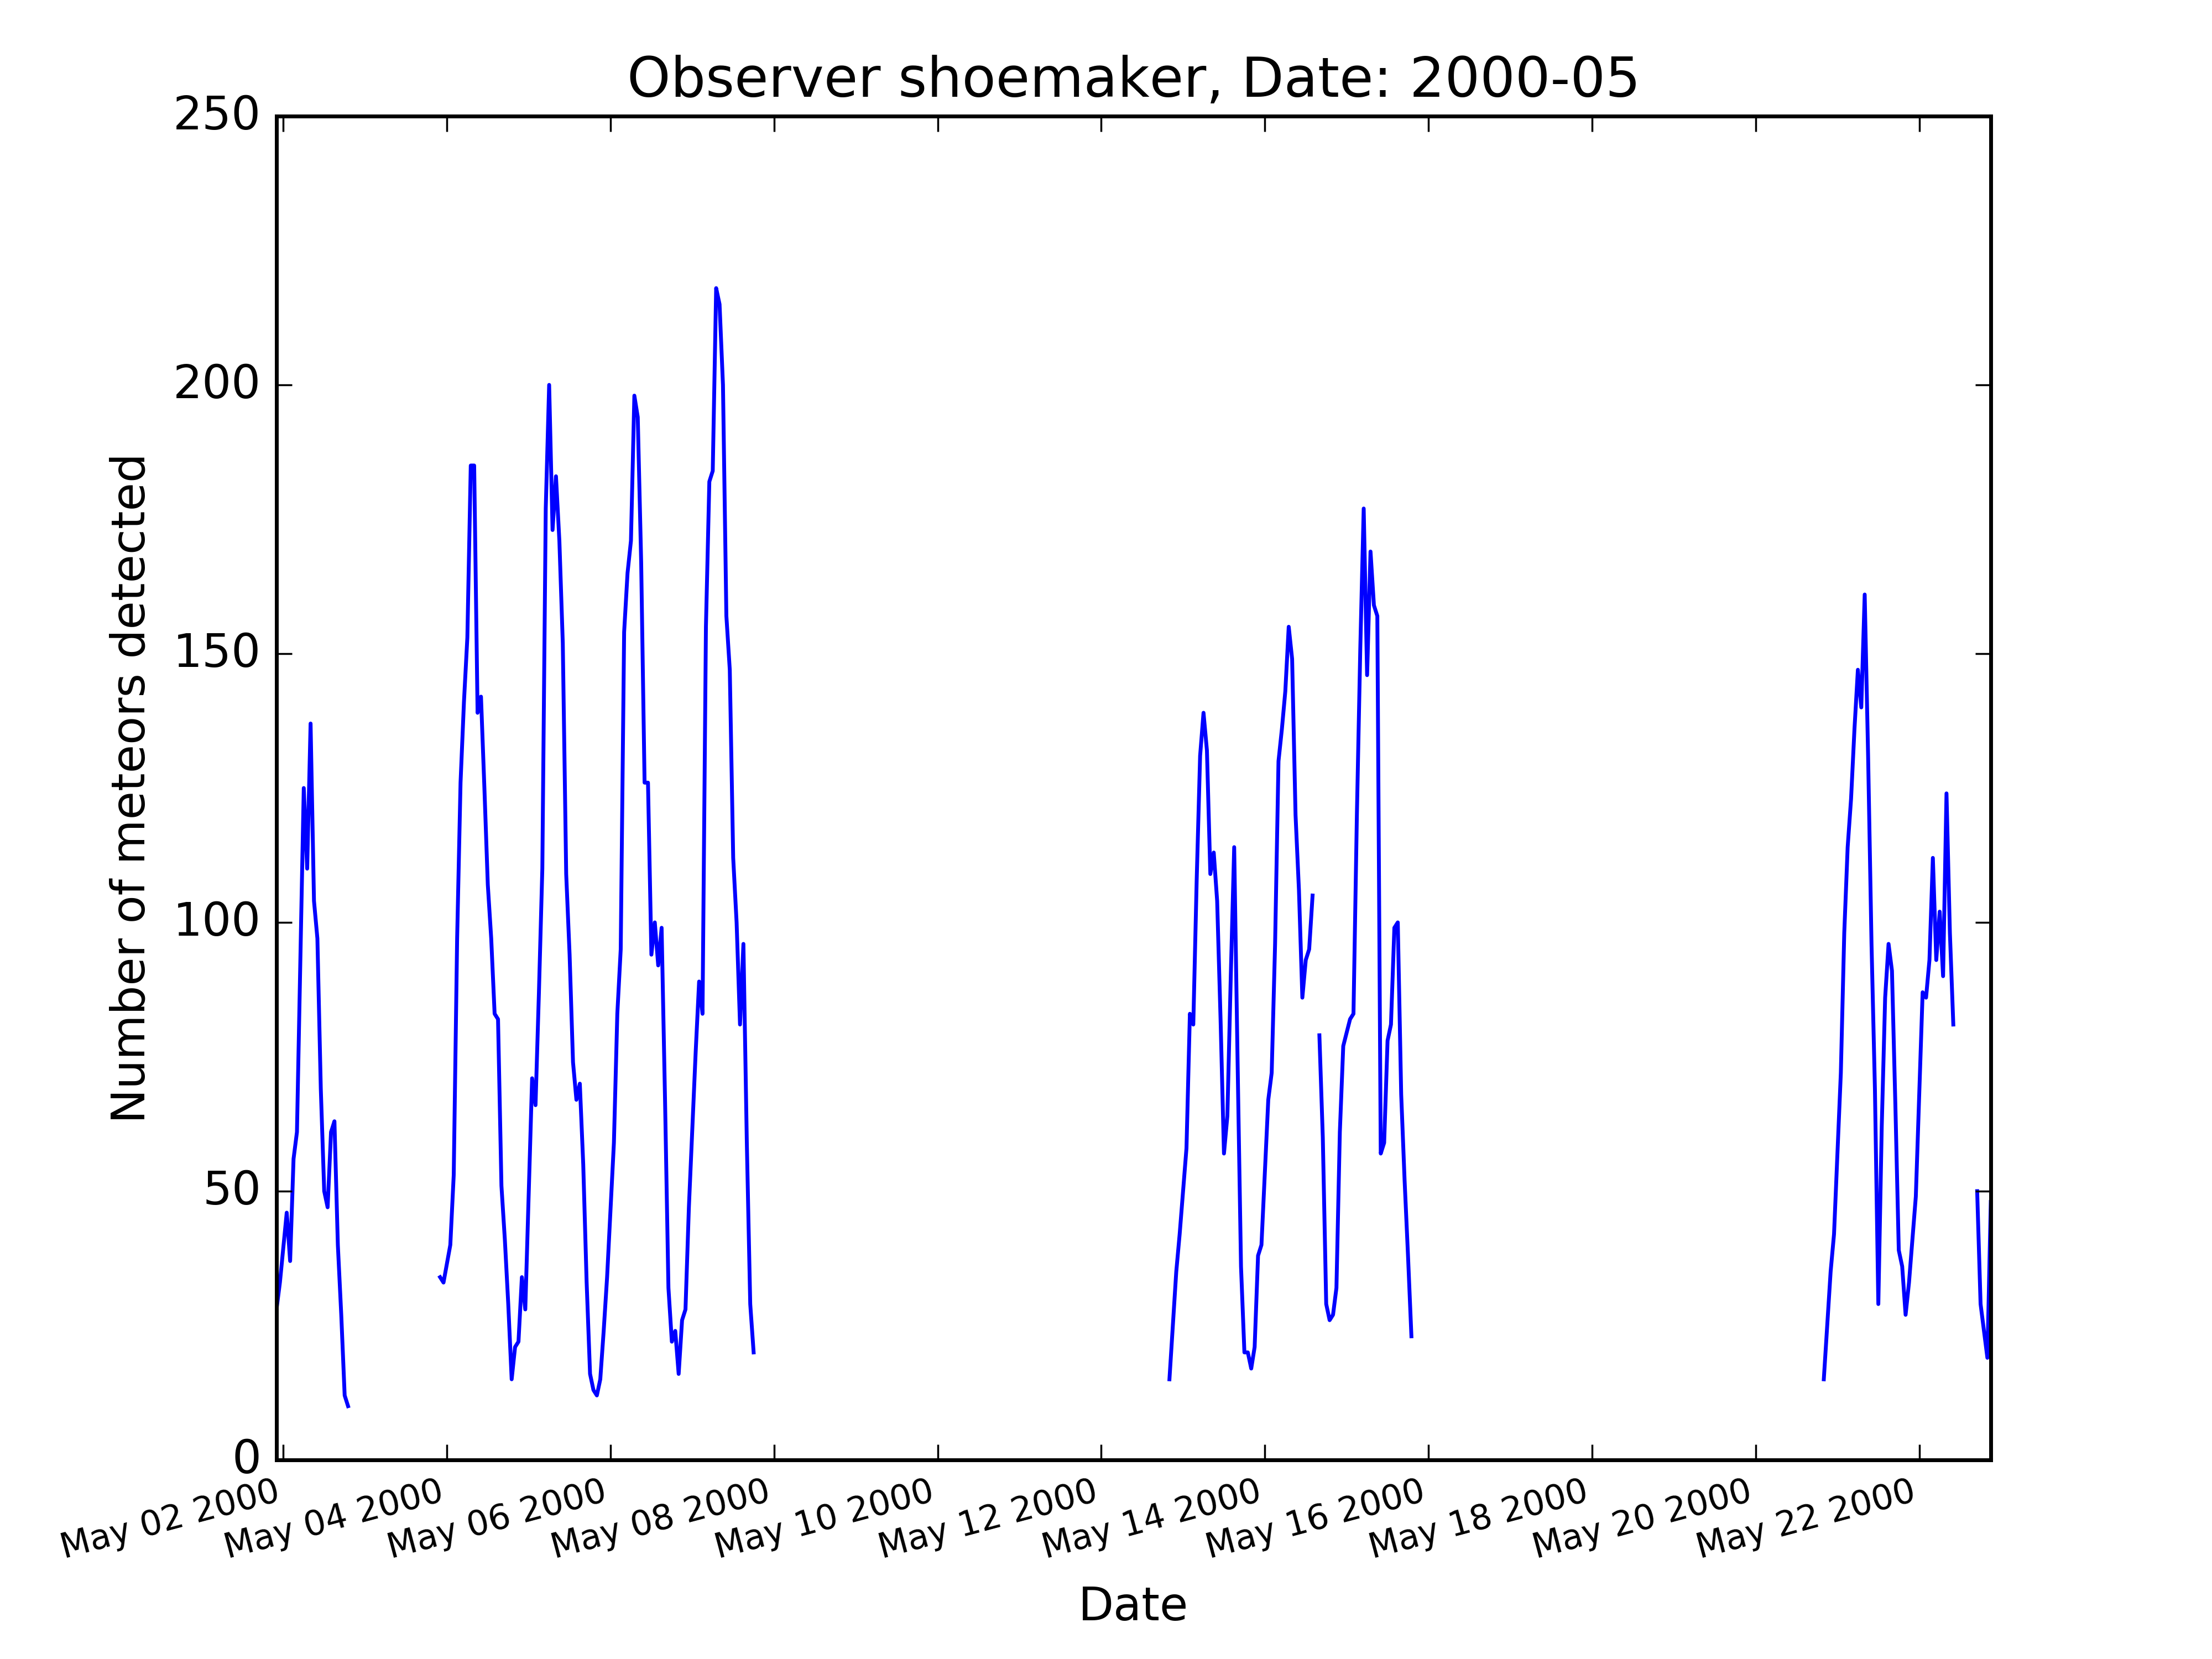 Observer shoemaker, Date: 2000-05
250
200
150
100
50
0
Number of meteors detected
May 02 2000
May 04 2000
May 06 2000
May 08 2000
May 10 2000
May 12 2000
May 14 2000
May 16 2000
May 18 2000
May 20 2000
May 22 2000
Date